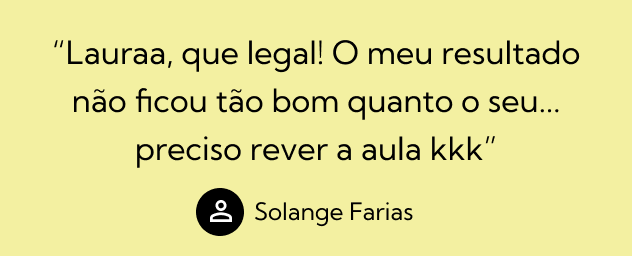 “Lauraa, que legal! O meu resultado
não ficou tão bom quanto o seu...
preciso rever a aula kkk”
Solange Farias